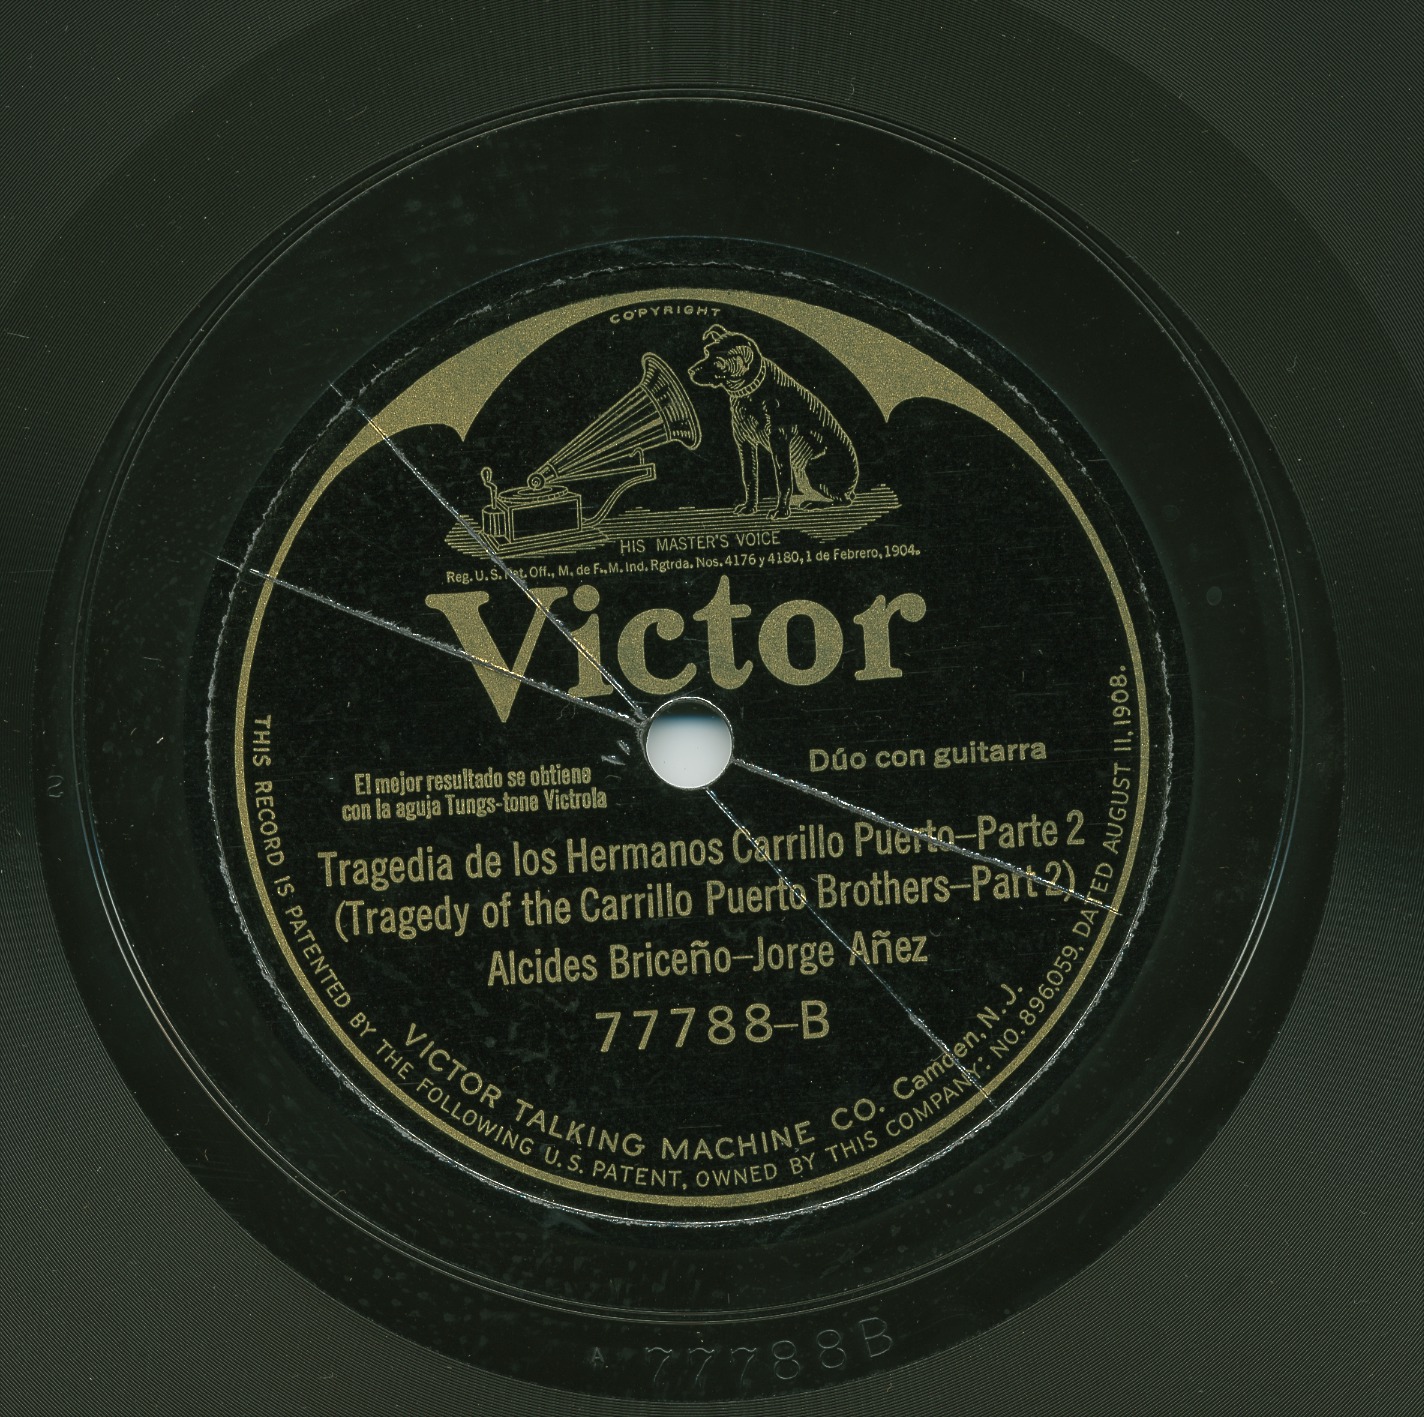 COPYRIGHT
HIS MASTER'S VOICE
Reg. U. S. Pat. Off., M. de F., M. Ind. Rgtrda. Nos. 4176 y 4180, 1 de Febrero, 1904.
Victor
Dúo con guitarra
El mejor resultado se obtiene
con la aguja Tungs-tone Victrola
Tragedia de los Hermanos Carrillo Puerto–Parte 2
(Tragedy of the Carrillo Puerto Brothers–Part 2)
Alcides Briceño–Jorge Añez
77788–B
VICTOR TALKING MACHINE CO. Camden, N. J.
THIS RECORD IS PATENTED BY THE FOLLOWING U. S. PATENT, OWNED BY THIS COMPANY: NO. 896,059, DATED AUGUST 11, 1908.
A 77788B